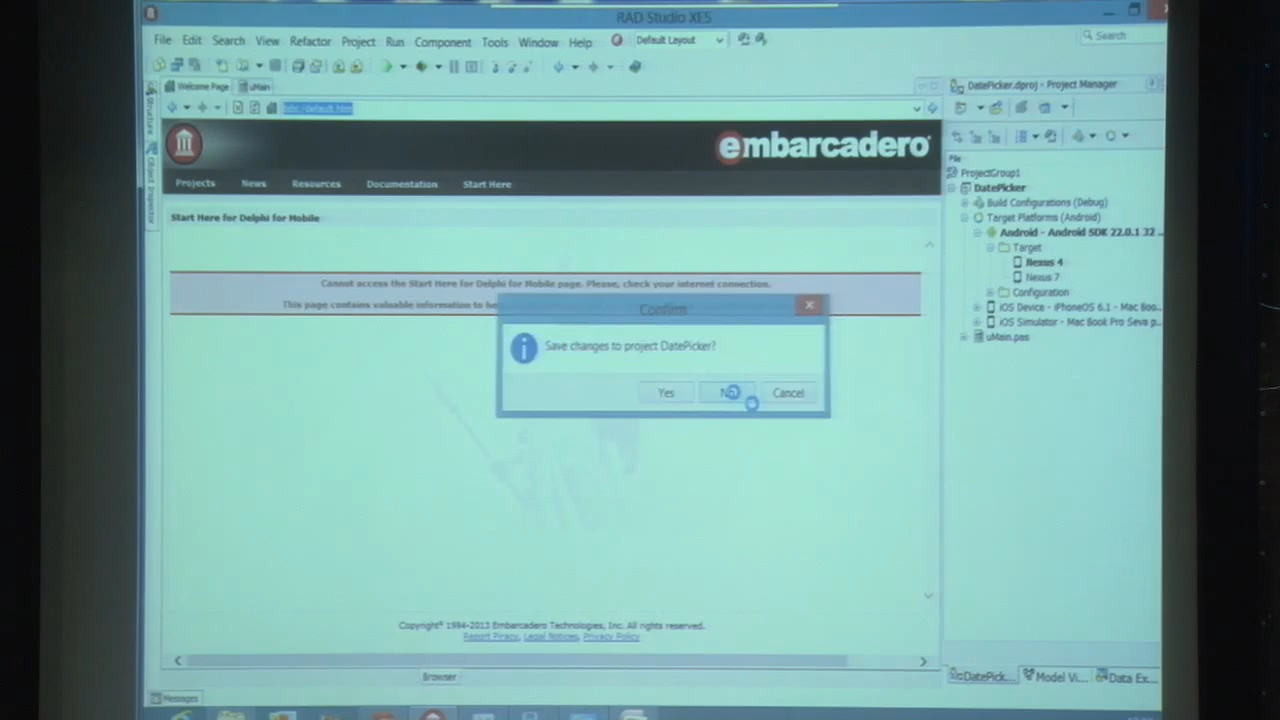 RAD Studio XE5
File Edit Search View Refactor Project Run Component Tools Window Help Default Layout Search
Welcome Page uMain
DatePicker.dproj - Project Manager
Structure
Object Inspector
embarcadero
Projects News Resources Documentation Start Here
Start Here for Delphi for Mobile
Cannot access the Start Here for Delphi for Mobile page. Please, check your internet connection.
This page contains valuable information to
Confirm
Save changes to project DatePicker?
Yes No Cancel
File
ProjectGroup1
DatePicker
Build Configurations (Debug)
Target Platforms (Android)
Android - Android SDK 22.0.1 32 ...
Target
Nexus 4
Nexus 7
Configuration
iOS Device - iPhoneOS 6.1 - Mac Boo...
iOS Simulator - Mac Book Pro Seva p...
uMain.pas
Copyright© 1994-2013 Embarcadero Technologies, Inc. All rights reserved.
Report Piracy, Legal Notices, Privacy Policy
Browser
DatePick... Model Vi... Data Ex...
Messages